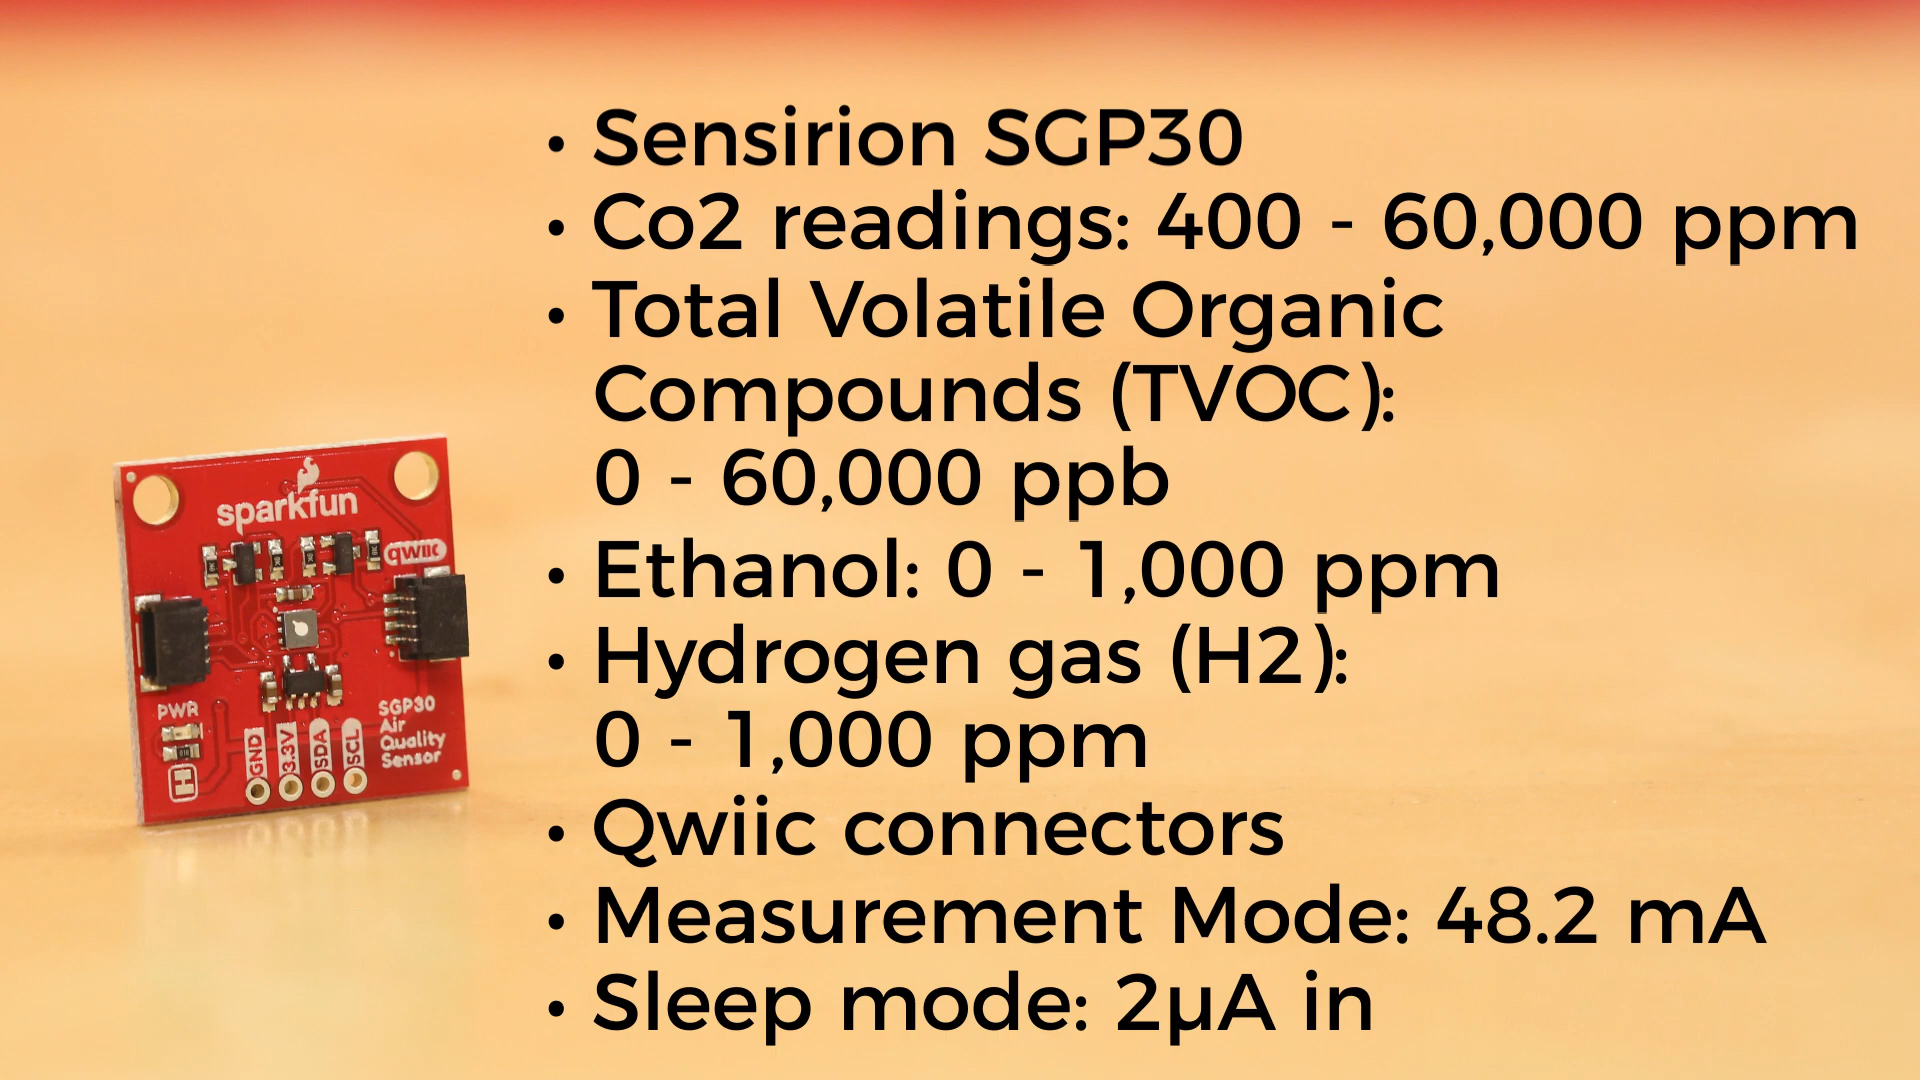 • Sensirion SGP30
• Co2 readings: 400 - 60,000 ppm
• Total Volatile Organic
Compounds (TVOC):
0 - 60,000 ppb
• Ethanol: 0 - 1,000 ppm
• Hydrogen gas (H2):
0 - 1,000 ppm
• Qwiic connectors
• Measurement Mode: 48.2 mA
• Sleep mode: 2µA in
sparkfun
qwiic
PWR
GND
3.3V
SDA
SCL
SGP30
Air
Quality
Sensor